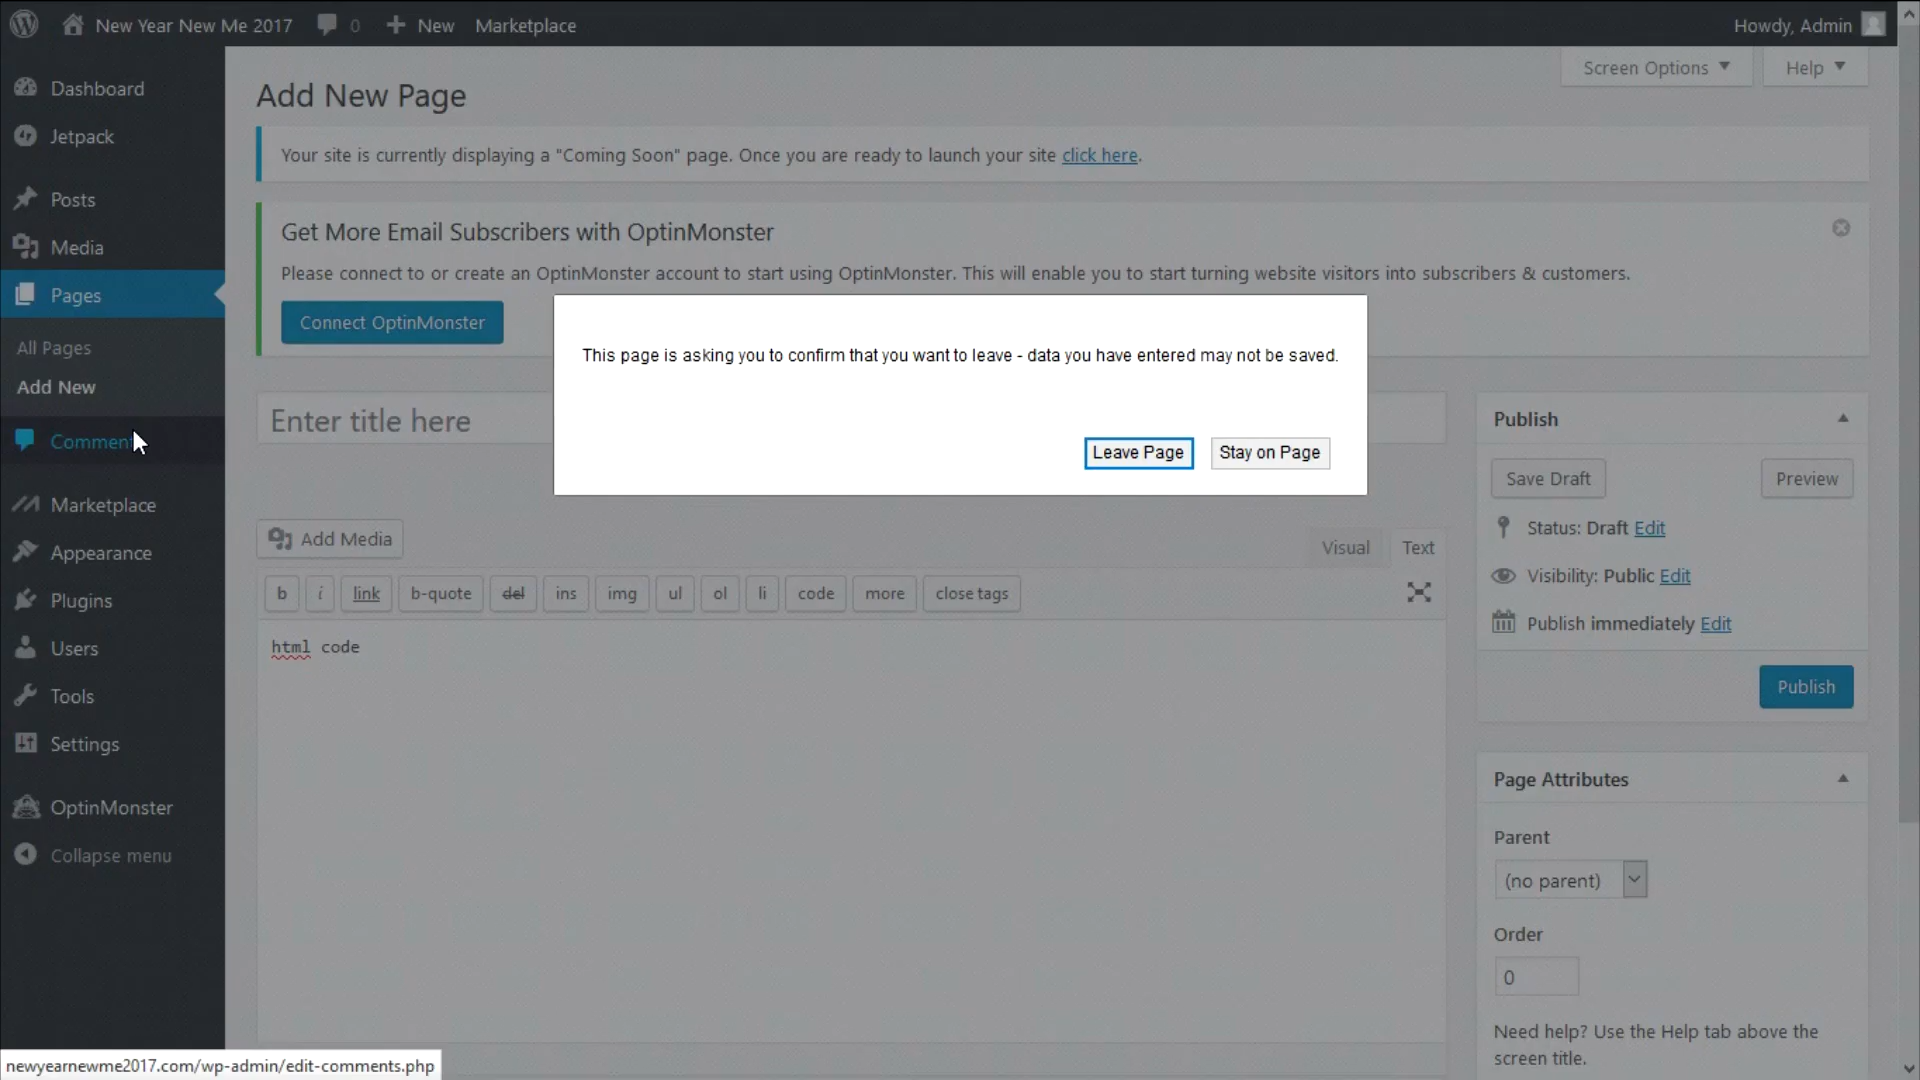 New Year New Me 2017
0
New
Marketplace
Howdy, Admin
Dashboard
Jetpack
Posts
Media
Pages
All Pages
Add New
Commen
Marketplace
Appearance
Plugins
Users
Tools
Settings
OptinMonster
Collapse menu
Screen Options
Help
Add New Page
Your site is currently displaying a "Coming Soon" page. Once you are ready to launch your site click here.
Get More Email Subscribers with OptinMonster
Please connect to or create an OptinMonster account to start using OptinMonster. This will enable you to start turning website visitors into subscribers & customers.
Connect OptinMonster
This page is asking you to confirm that you want to leave - data you have entered may not be saved.
Leave Page
Stay on Page
Enter title here
Add Media
Visual
Text
b
i
link
b-quote
del
ins
img
ul
ol
li
code
more
close tags
html code
Publish
Save Draft
Preview
Status: Draft Edit
Visibility: Public Edit
Publish immediately Edit
Publish
Page Attributes
Parent
(no parent)
Order
0
Need help? Use the Help tab above the
screen title.
newyearnewme2017.com/wp-admin/edit-comments.php